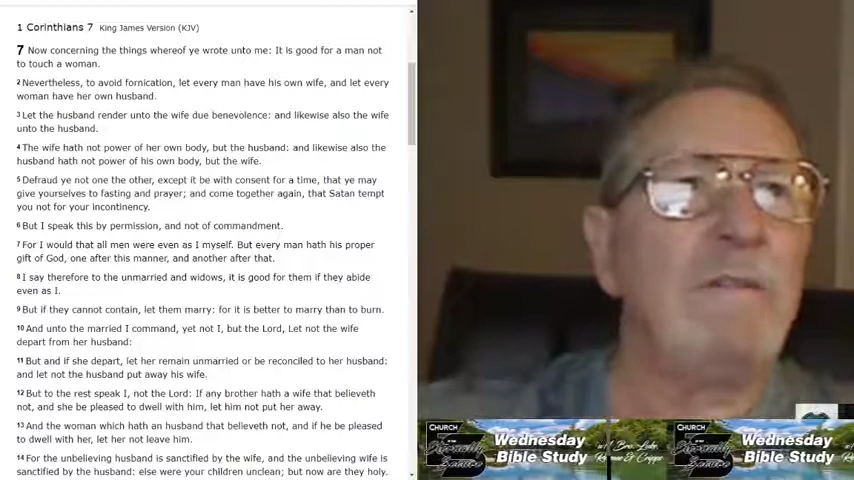 1 Corinthians 7 King James Version (KJV)
7 Now concerning the things whereof ye wrote unto me: It is good for a man not
to touch a woman.
2 Nevertheless, to avoid fornication, let every man have his own wife, and let every
woman have her own husband.
3 Let the husband render unto the wife due benevolence: and likewise also the wife
unto the husband.
4 The wife hath not power of her own body, but the husband: and likewise also the
husband hath not power of his own body, but the wife.
5 Defraud ye not one the other, except it be with consent for a time, that ye may
give yourselves to fasting and prayer; and come together again, that Satan tempt
you not for your incontinency.
6 But I speak this by permission, and not of commandment.
7 For I would that all men were even as I myself. But every man hath his proper
gift of God, one after this manner, and another after that.
8 I say therefore to the unmarried and widows, it is good for them if they abide
even as I.
9 But if they cannot contain, let them marry: for it is better to marry than to burn.
10 And unto the married I command, yet not I, but the Lord, Let not the wife
depart from her husband:
11 But and if she depart, let her remain unmarried or be reconciled to her husband:
and let not the husband put away his wife.
12 But to the rest speak I, not the Lord: If any brother hath a wife that believeth
not, and she be pleased to dwell with him, let him not put her away.
13 And the woman which hath an husband that believeth not, and if he be pleased
to dwell with her, let her not leave him.
14 For the unbelieving husband is sanctified by the wife, and the unbelieving wife is
sanctified by the husband: else were your children unclean; but now are they holy.
CHURCH
Eternally
Secure
Wednesday
Bible Study
CHURCH
Eternally
Secure
Wednesday
Bible Study